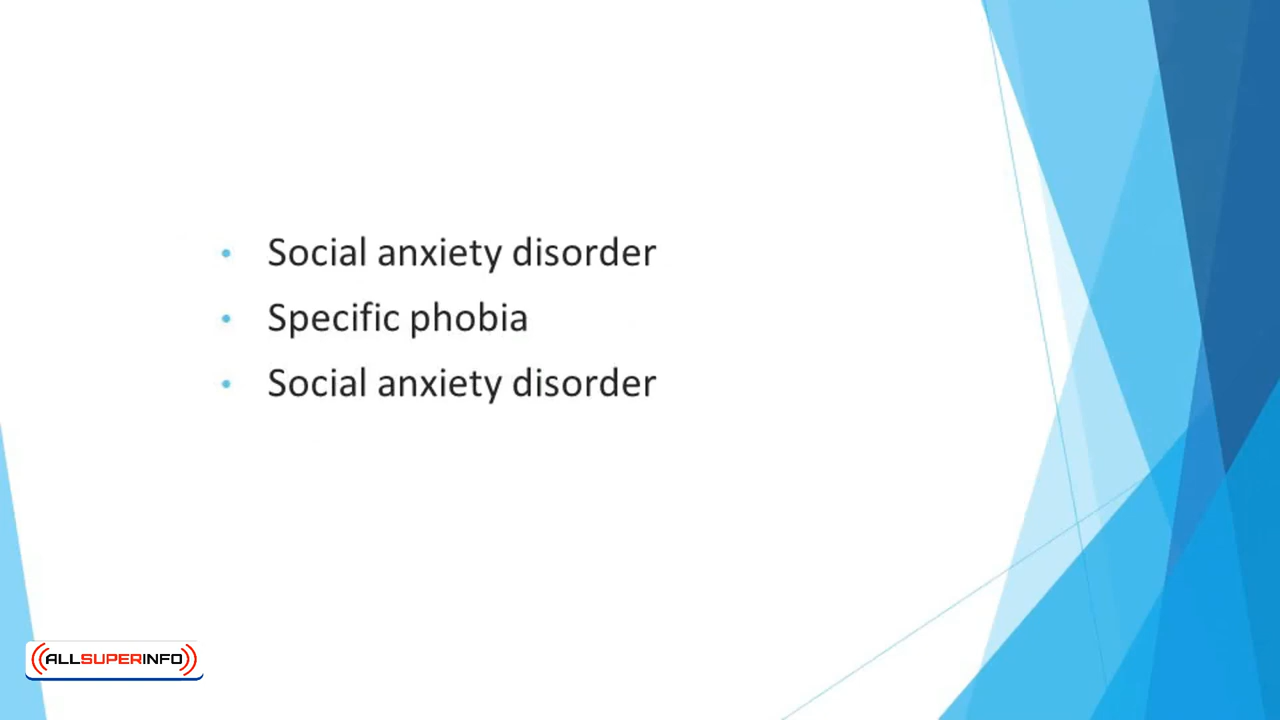 • Social anxiety disorder
• Specific phobia
• Social anxiety disorder
((ALLSUPERINFO))